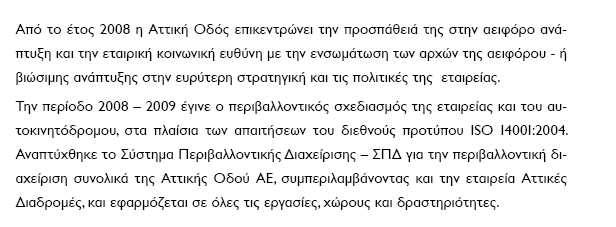 Από το έτος 2008 η Αττική Οδός επικεντρώνει την προσπάθειά της στην αειφόρο ανά-
πτυξη και την εταιρική κοινωνική ευθύνη με την ενσωμάτωση των αρχών της αειφόρου - ή
βιώσιμης ανάπτυξης στην ευρύτερη στρατηγική και τις πολιτικές της εταιρείας.
Την περίοδο 2008 – 2009 έγινε ο περιβαλλοντικός σχεδιασμός της εταιρείας και του αυ-
τοκινητόδρομου, στα πλαίσια των απαιτήσεων του διεθνούς προτύπου ISO 14001:2004.
Αναπτύχθηκε το Σύστημα Περιβαλλοντικής Διαχείρισης – ΣΠΔ για την περιβαλλοντική δι-
αχείριση συνολικά της Αττικής Οδού ΑΕ, συμπεριλαμβάνοντας και την εταιρεία Αττικές
Διαδρομές, και εφαρμόζεται σε όλες τις εργασίες, χώρους και δραστηριότητες.